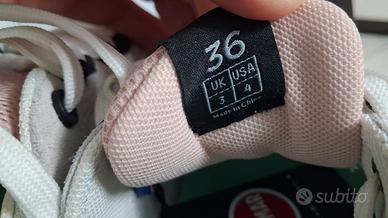 36
UK USA
3 4
Made in China
subito